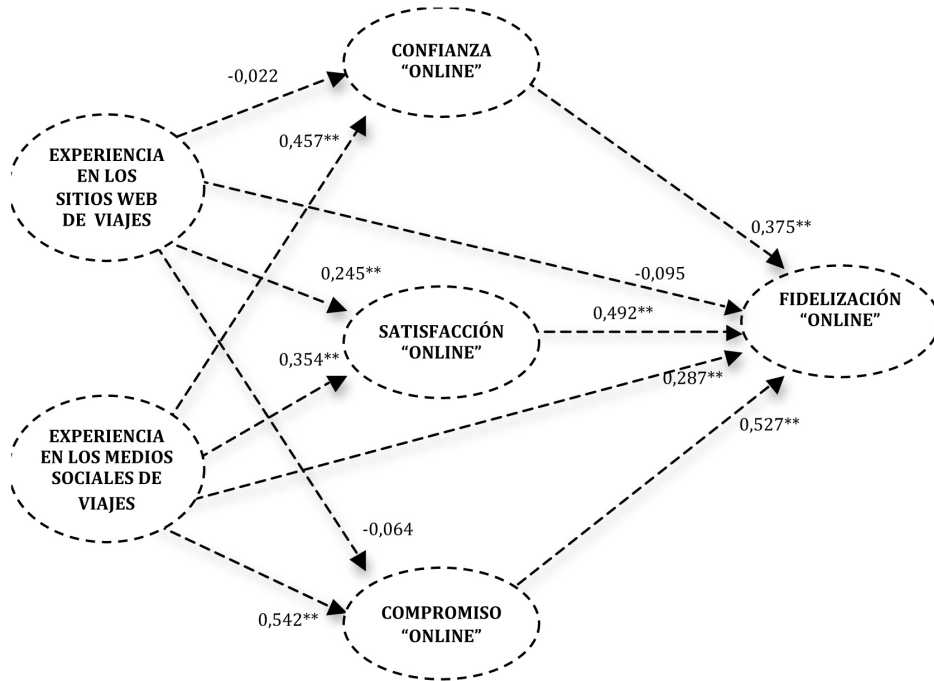 CONFIANZA
“ONLINE”
-0,022
0,457**
EXPERIENCIA
EN LOS
SITIOS WEB
DE VIAJES
0,375**
0,245**
-0,095
FIDELIZACIÓN
“ONLINE”
0,492**
SATISFACCIÓN
“ONLINE”
0,354**
0,287**
EXPERIENCIA
EN LOS MEDIOS
SOCIALES DE
VIAJES
0,527**
-0,064
0,542**
COMPROMISO
“ONLINE”